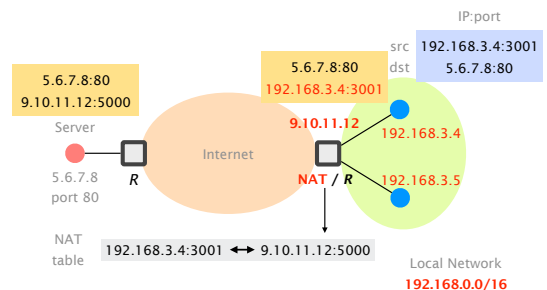 IP:port
src 192.168.3.4:3001
dst 5.6.7.8:80
5.6.7.8:80
192.168.3.4:3001
5.6.7.8:80
9.10.11.12:5000
9.10.11.12
Server
192.168.3.4
Internet
5.6.7.8
port 80
R
NAT / R
192.168.3.5
NAT
table
192.168.3.4:3001 ↔ 9.10.11.12:5000
Local Network
192.168.0.0/16